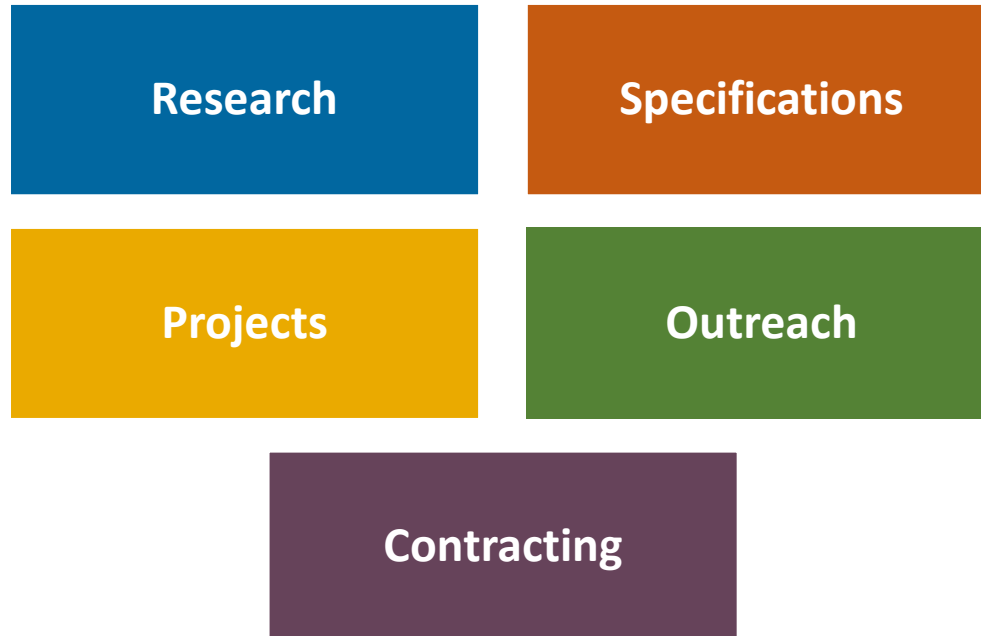 Research
Specifications
Projects
Outreach
Contracting